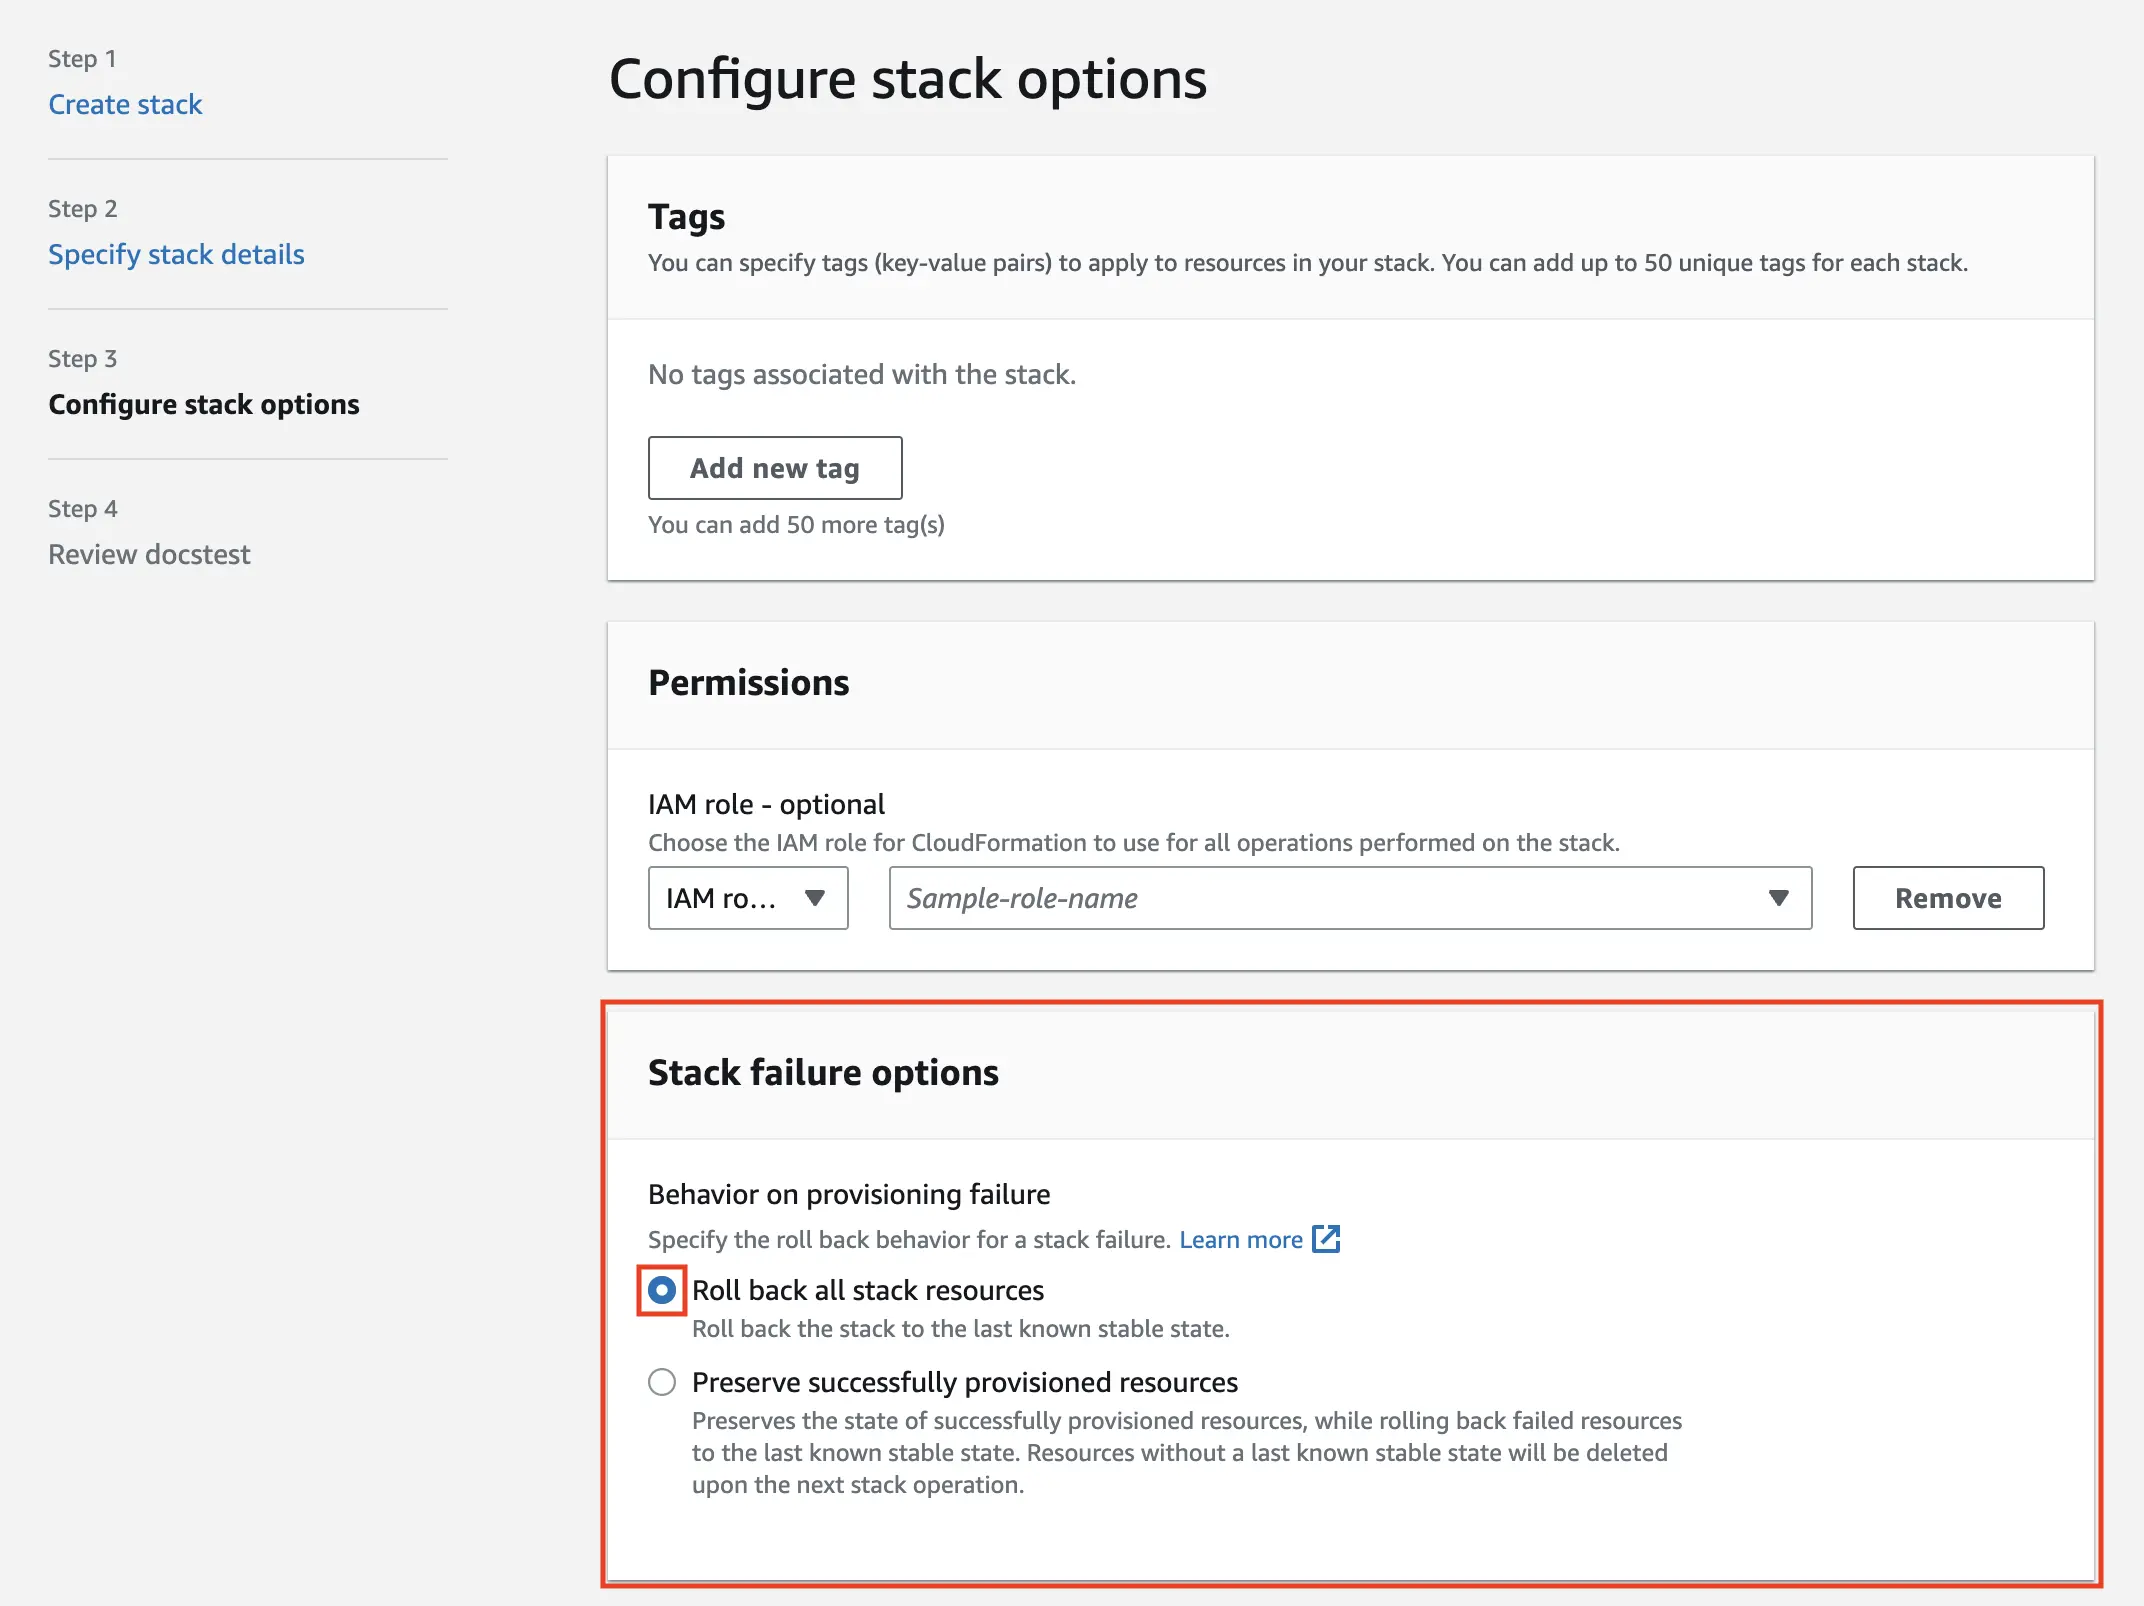 Step 1
Create stack
Step 2
Specify stack details
Step 3
Configure stack options
Step 4
Review docstest
Configure stack options
Tags
You can specify tags (key-value pairs) to apply to resources in your stack. You can add up to 50 unique tags for each stack.
No tags associated with the stack.
Add new tag
You can add 50 more tag(s)
Permissions
IAM role - optional
Choose the IAM role for CloudFormation to use for all operations performed on the stack.
IAM ro...
Sample-role-name
Remove
Stack failure options
Behavior on provisioning failure
Specify the roll back behavior for a stack failure. Learn more
Roll back all stack resources
Roll back the stack to the last known stable state.
Preserve successfully provisioned resources
Preserves the state of successfully provisioned resources, while rolling back failed resources
to the last known stable state. Resources without a last known stable state will be deleted
upon the next stack operation.